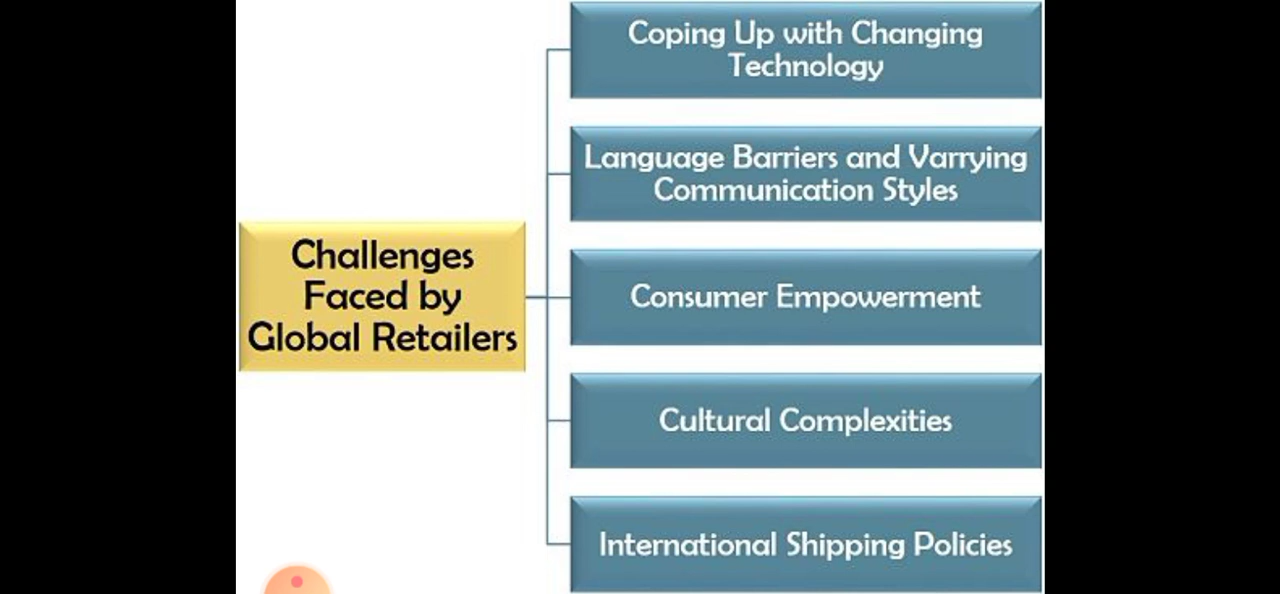 Challenges
Faced by
Global Retailers
Coping Up with Changing
Technology
Language Barriers and Varrying
Communication Styles
Consumer Empowerment
Cultural Complexities
International Shipping Policies